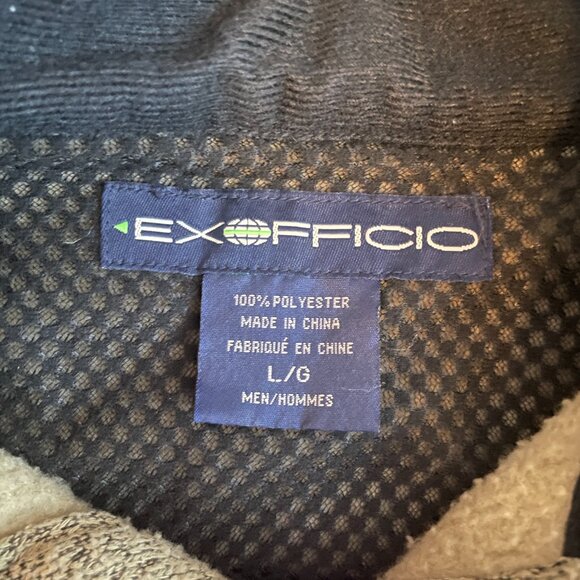 EXOFFICIO
100% POLYESTER
MADE IN CHINA
FABRIQUÉ EN CHINE
L/G
MEN/HOMMES